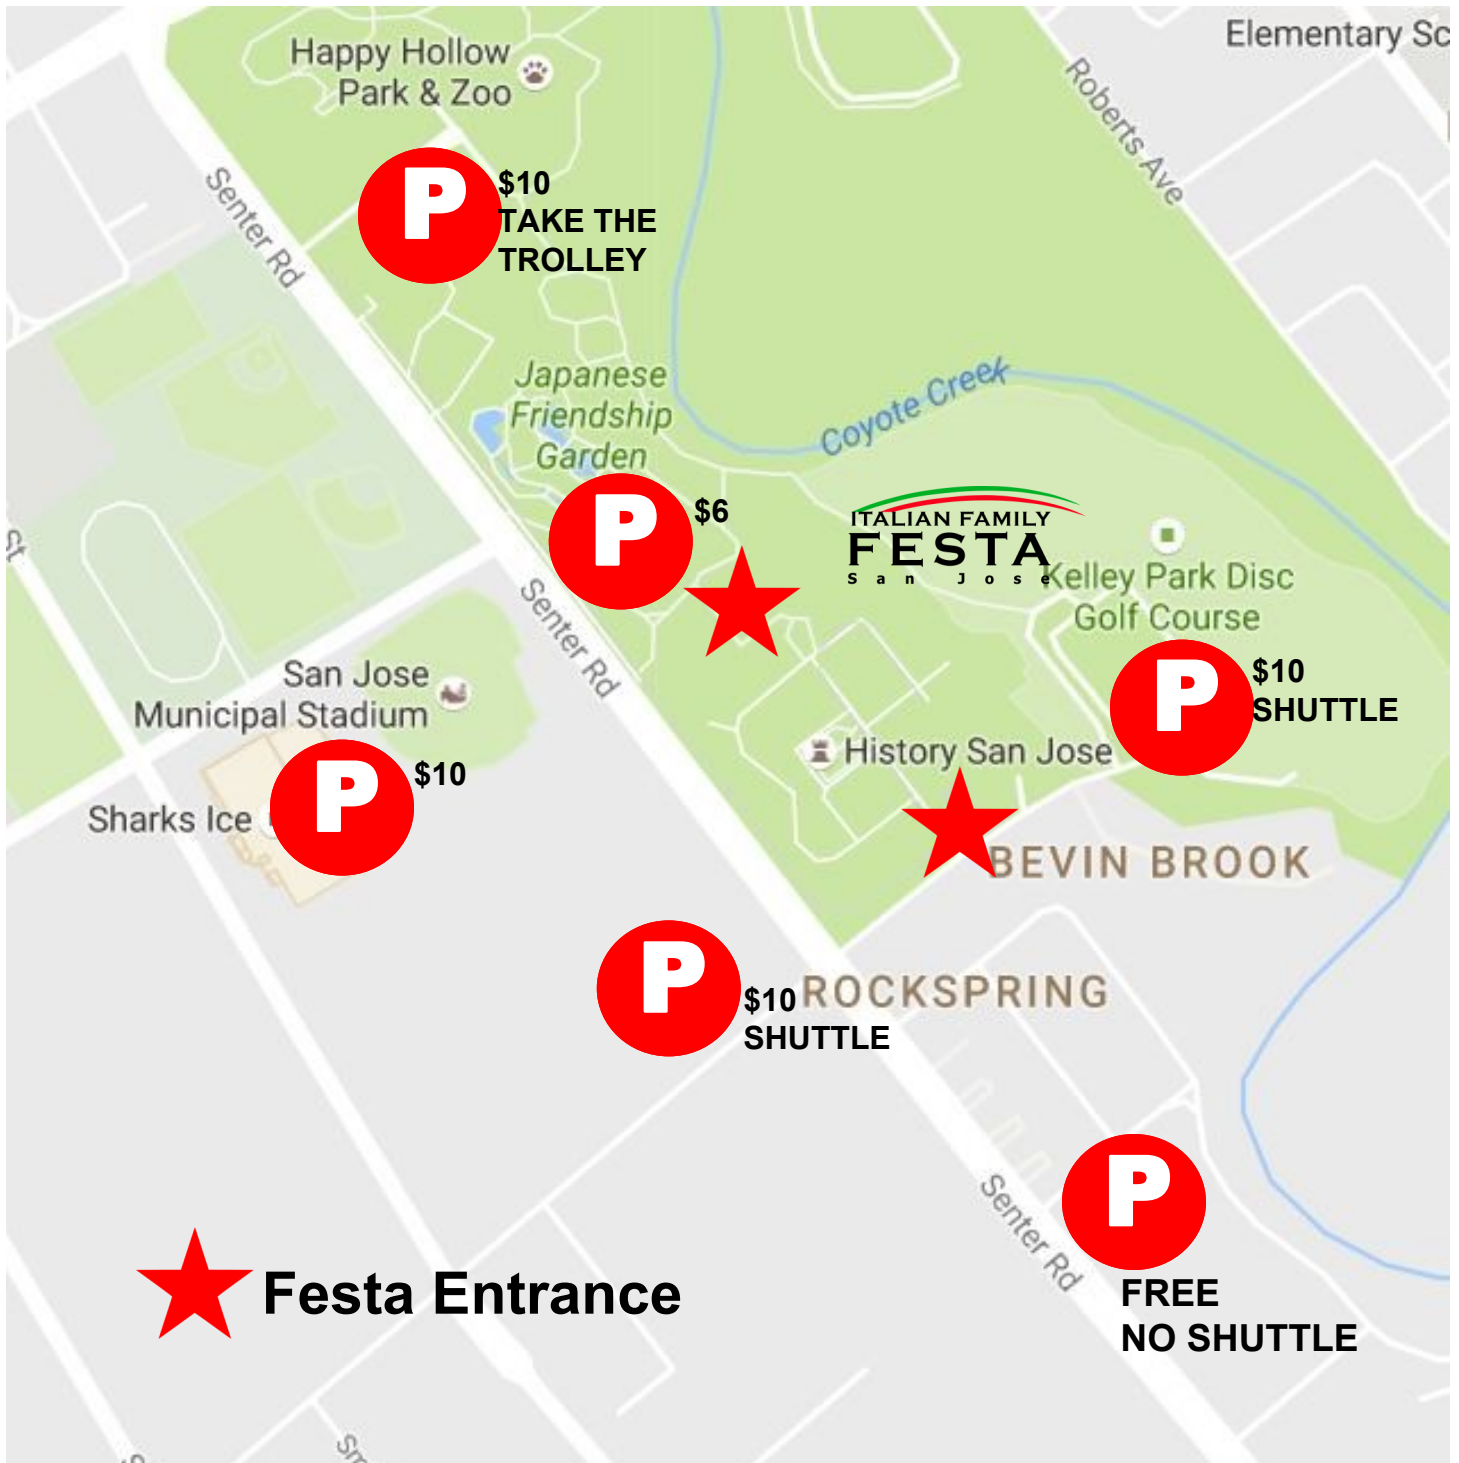 Happy Hollow
Park & Zoo
Elementary Sc
Roberts Ave
Senter Rd
P
$10
TAKE THE
TROLLEY
Japanese
Friendship
Garden
Coyote Creek
P
$6
ITALIAN FAMILY
FESTA
San Jose
Kelley Park Disc
Golf Course
St
Senter Rd
San Jose
Municipal Stadium
P
$10
SHUTTLE
History San Jose
P
$10
Sharks Ice
BEVIN BROOK
P
$10
SHUTTLE
ROCKSPRING
Senter Rd
P
FREE
NO SHUTTLE
Festa Entrance
Sm